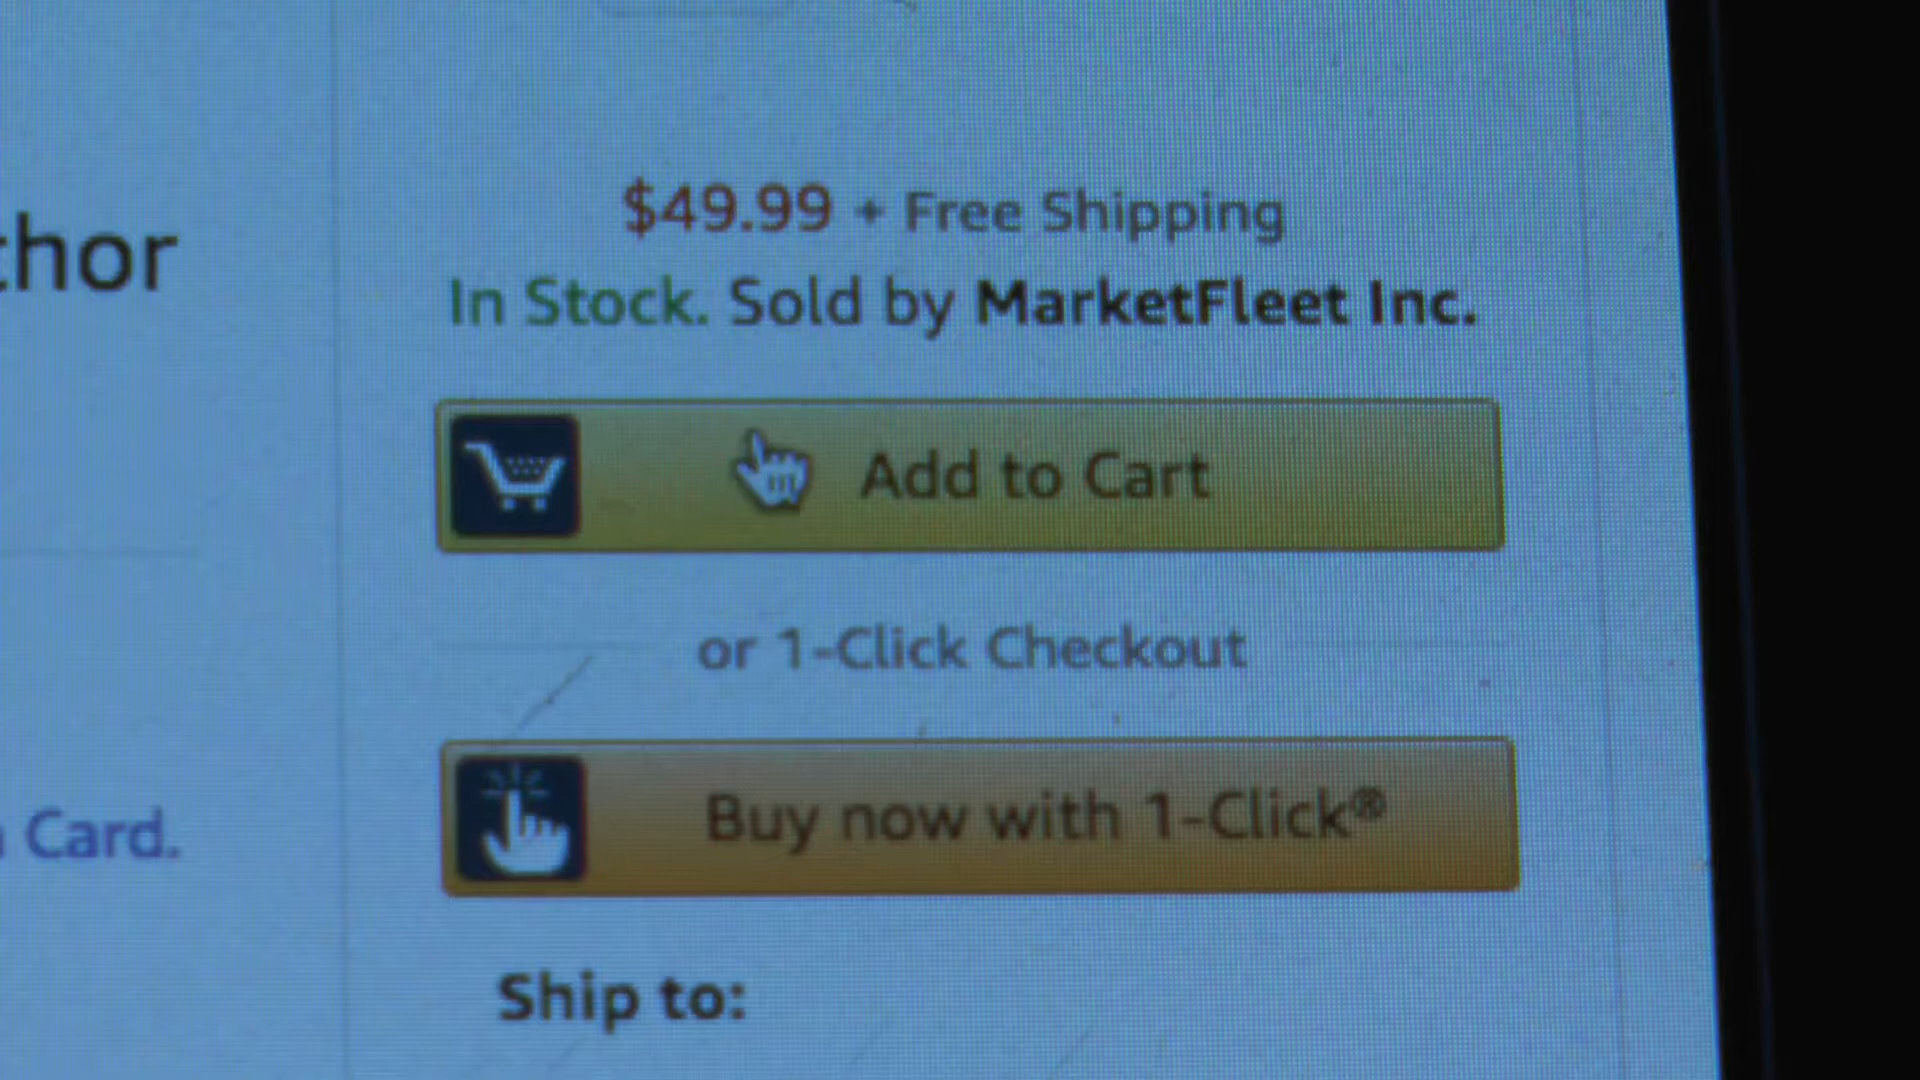 $49.99 + Free Shipping
thor
In Stock. Sold by MarketFleet Inc.
Add to Cart
or 1-Click Checkout
Buy now with 1-Click®
Card.
Ship to: